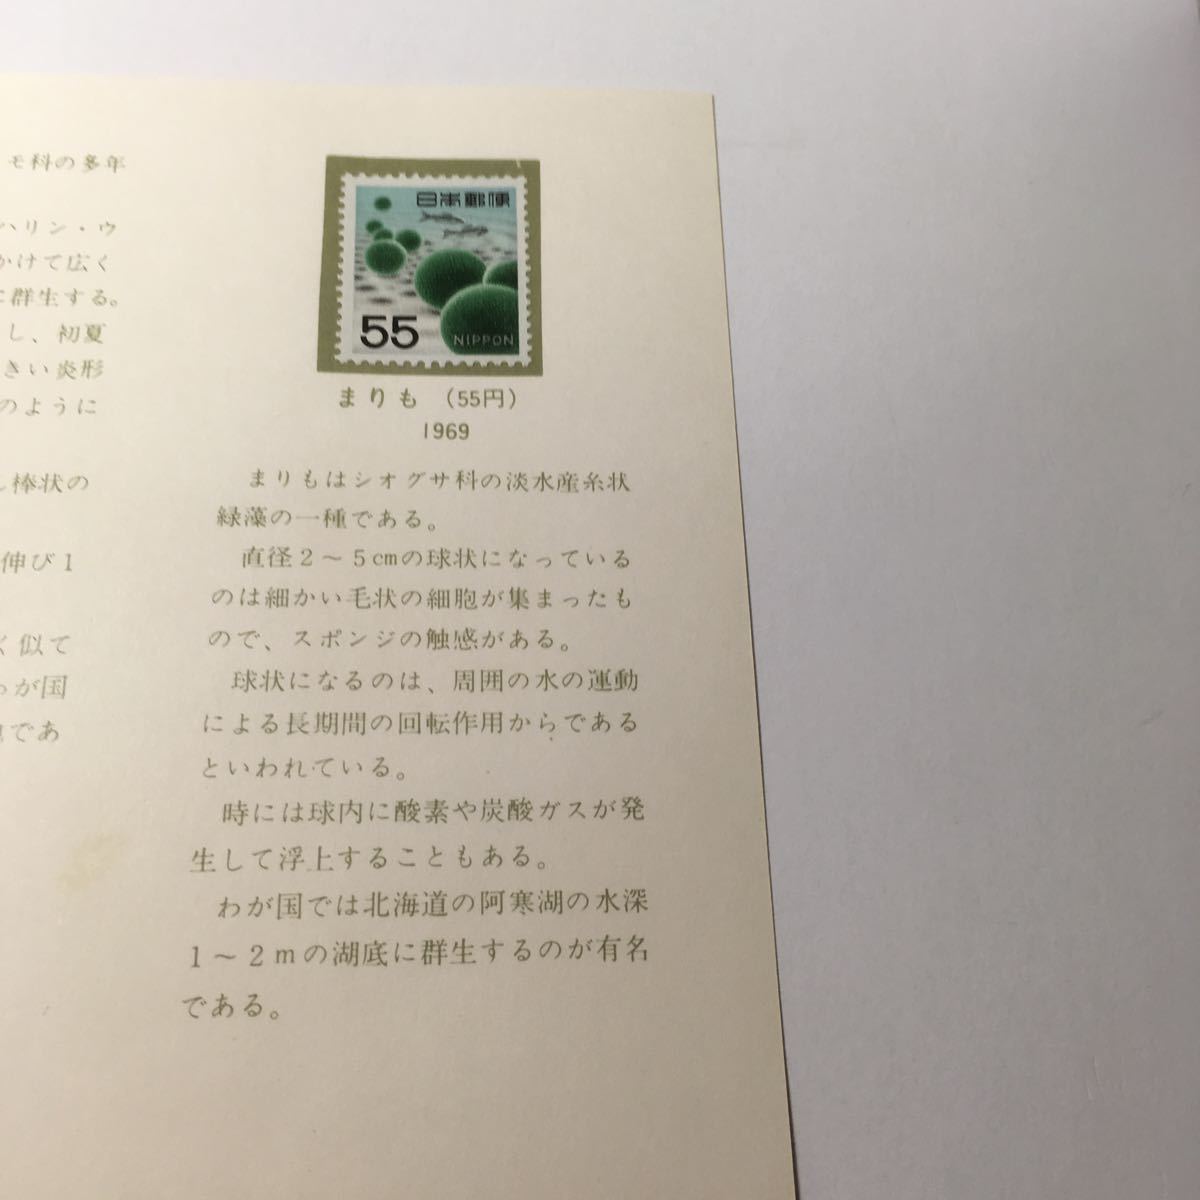 モ科の多年
ハリン・ウ
かけて広く
に群生する。
し、初夏
きい炎形
のように
棒状の
伸び1
く似て
が国
であ
日本郵便
55
NIPPON
まりも (55円)
1969
まりもはシオグサ科の淡水産糸状
緑藻の一種である。
直径2～5cmの球状になっている
のは細かい毛状の細胞が集まったも
ので、スポンジの触感がある。
球状になるのは、周囲の水の運動
による長期間の回転作用からである
といわれている。
時には球内に酸素や炭酸ガスが発
生して浮上することもある。
わが国では北海道の阿寒湖の水深
1～2mの湖底に群生するのが有名
である。